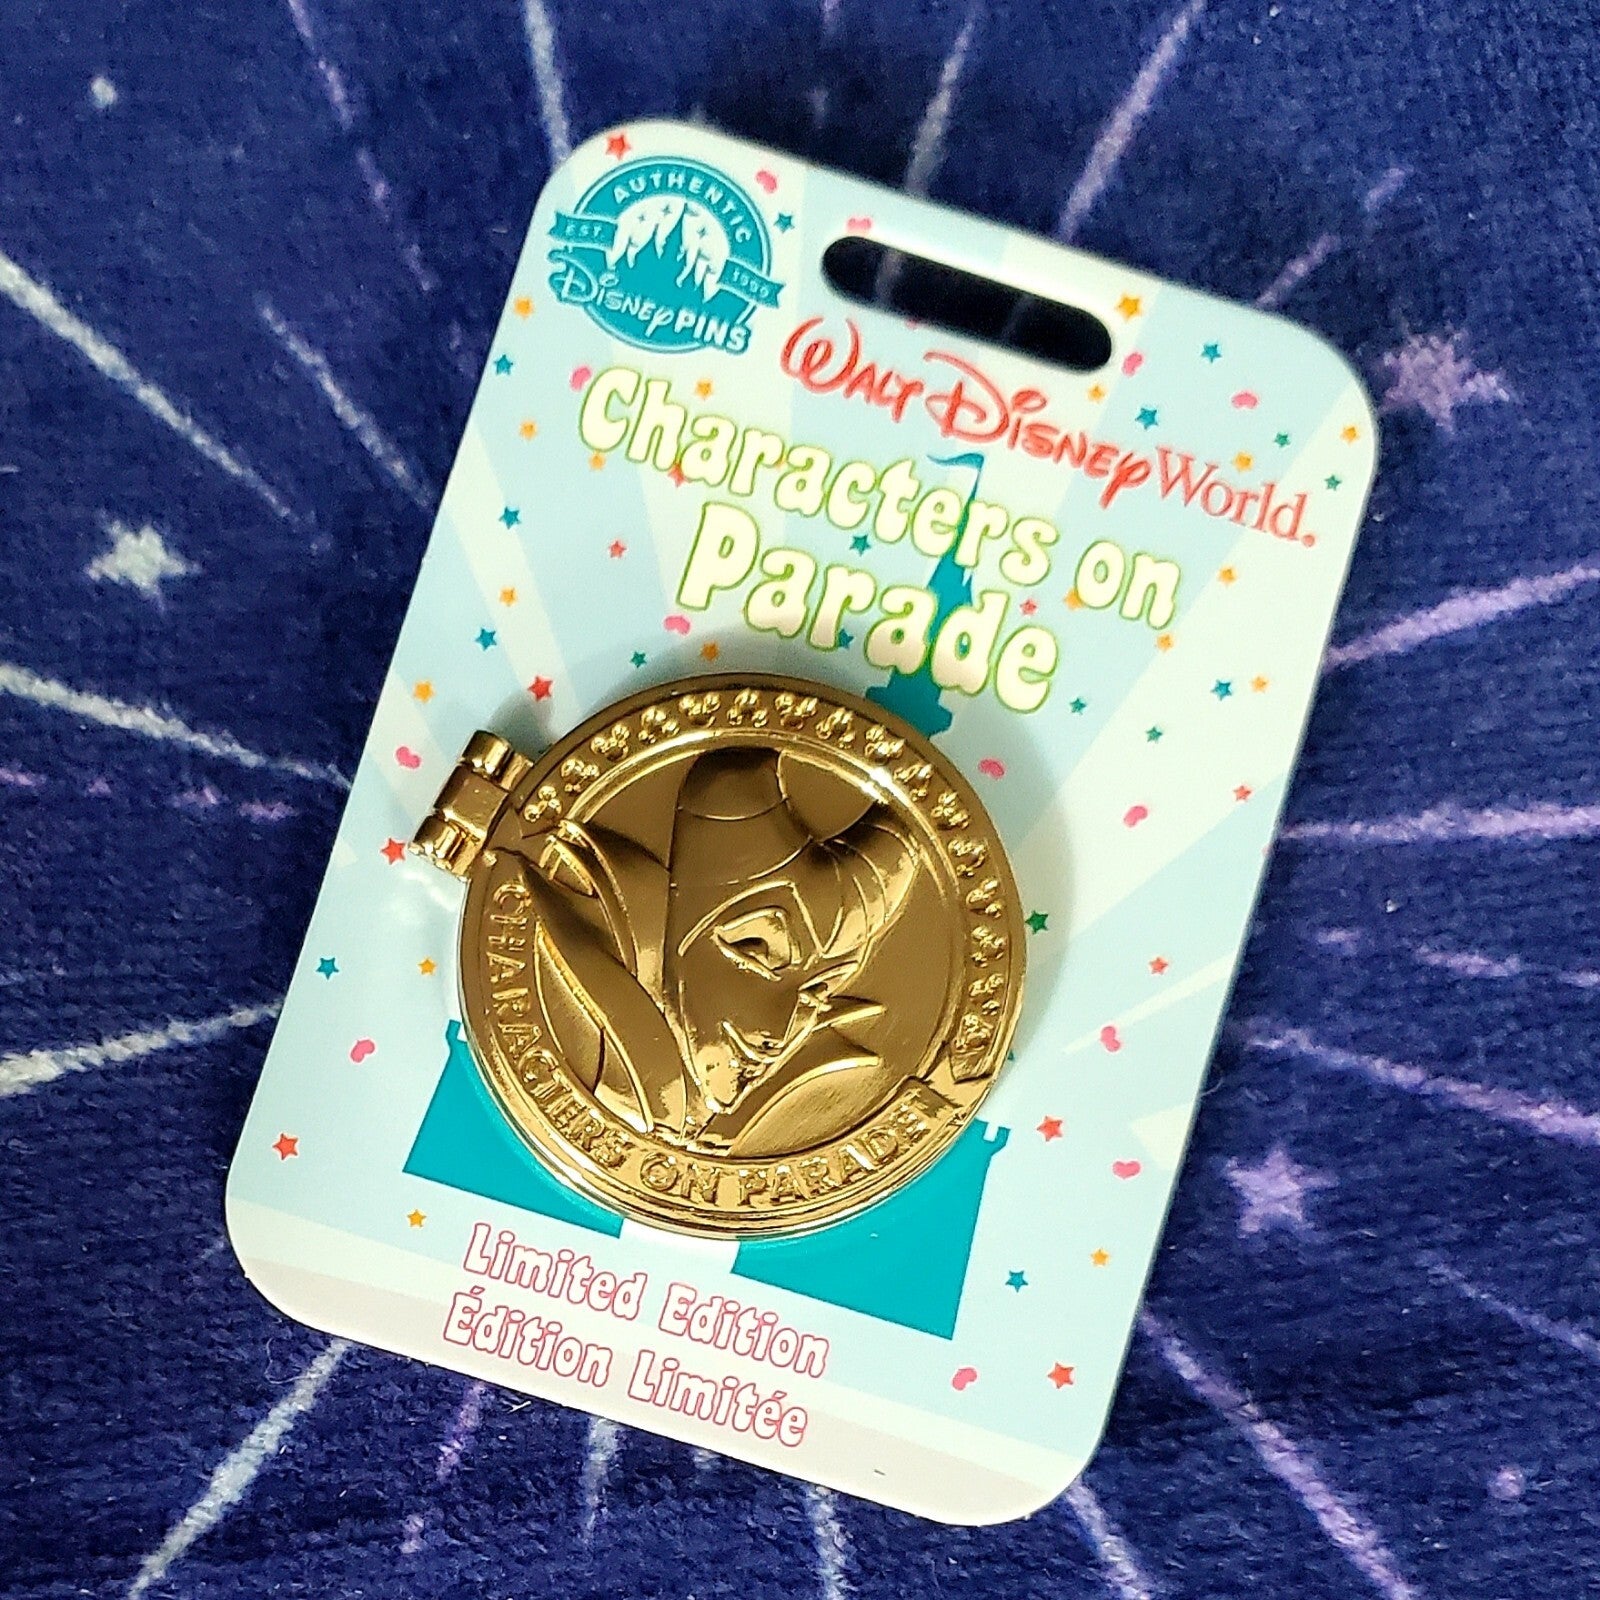 AUTHENTIC
EST. 1999
Disney PINS
Walt Disney World.
Characters on
Parade
CHARACTERS ON PARADE
Limited Edition
Édition Limitée